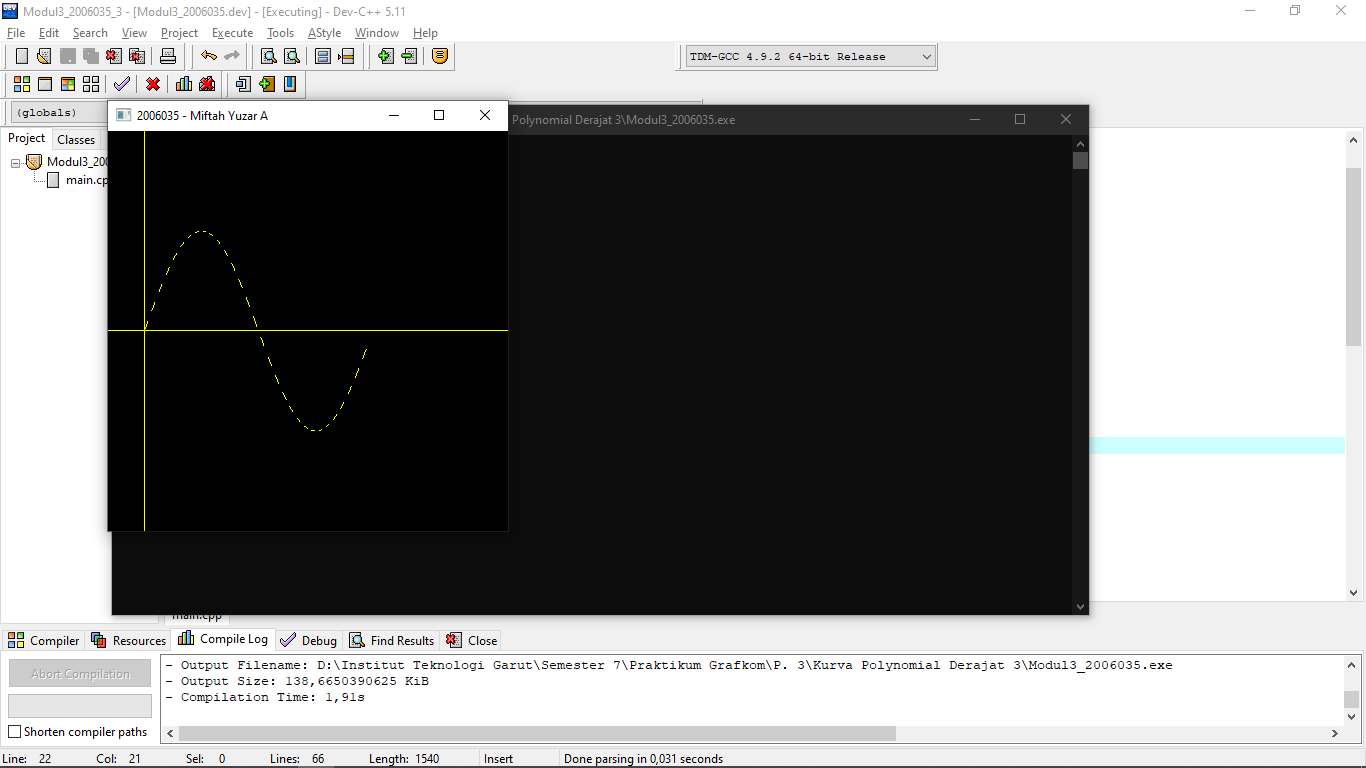 Modul3_2006035_3 - [Modul3_2006035.dev] - [Executing] - Dev-C++ 5.11
File Edit Search View Project Execute Tools AStyle Window Help
TDM-GCC 4.9.2 64-bit Release
(globals)
2006035 - Miftah Yuzar A
Polynomial Derajat 3\Modul3_2006035.exe
Project Classes
Modul3_200
main.cp
main.cpp
Compiler Resources Compile Log Debug Find Results Close
Abort Compilation
Shorten compiler paths
- Output Filename: D:\Institut Teknologi Garut\Semester 7\Praktikum Grafkom\P. 3\Kurva Polynomial Derajat 3\Modul3_2006035.exe
- Output Size: 138,6650390625 KiB
- Compilation Time: 1,91s
Line: 22 Col: 21 Sel: 0 Lines: 66 Length: 1540 Insert Done parsing in 0,031 seconds